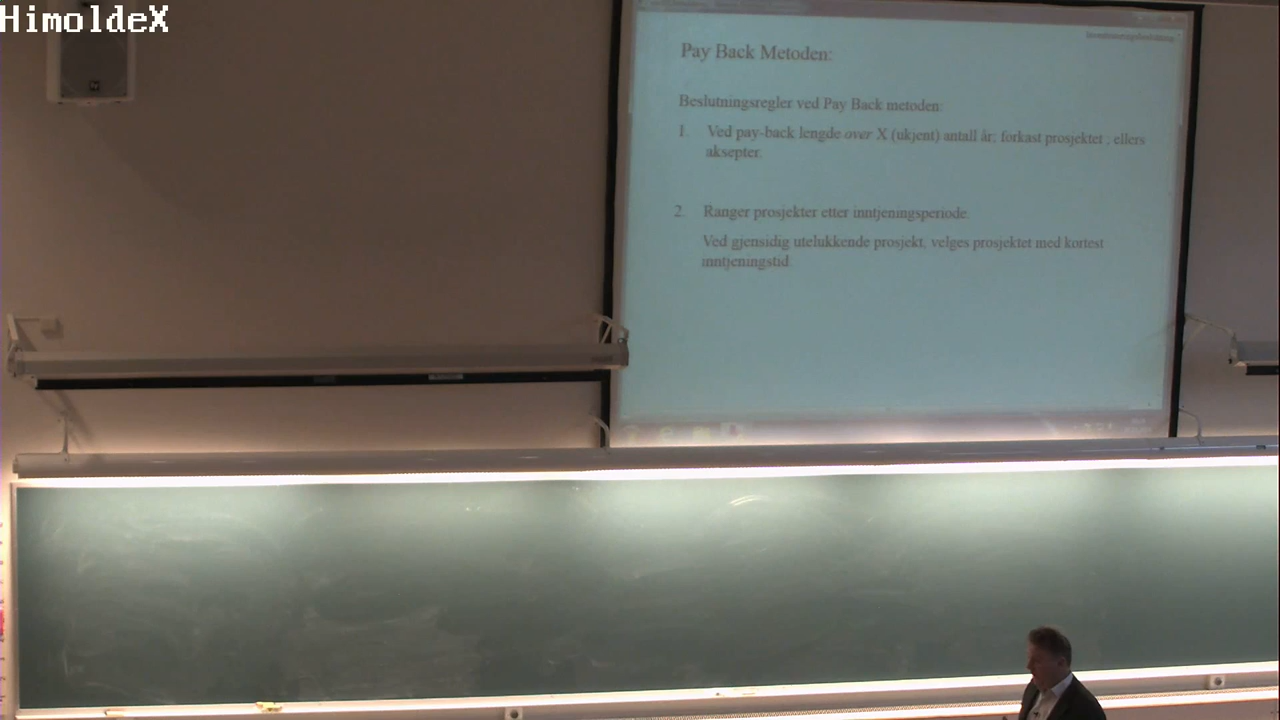 HimoldeX
Pay Back Metoden:
Beslutningsregler ved Pay Back metoden:
1. Ved pay-back lengde over X (ukjent) antall år; forkast prosjektet ; ellers
aksepter.
2. Ranger prosjekter etter inntjeningsperiode.
Ved gjensidig utelukkende prosjekt, velges prosjektet med kortest
inntjeningstid.